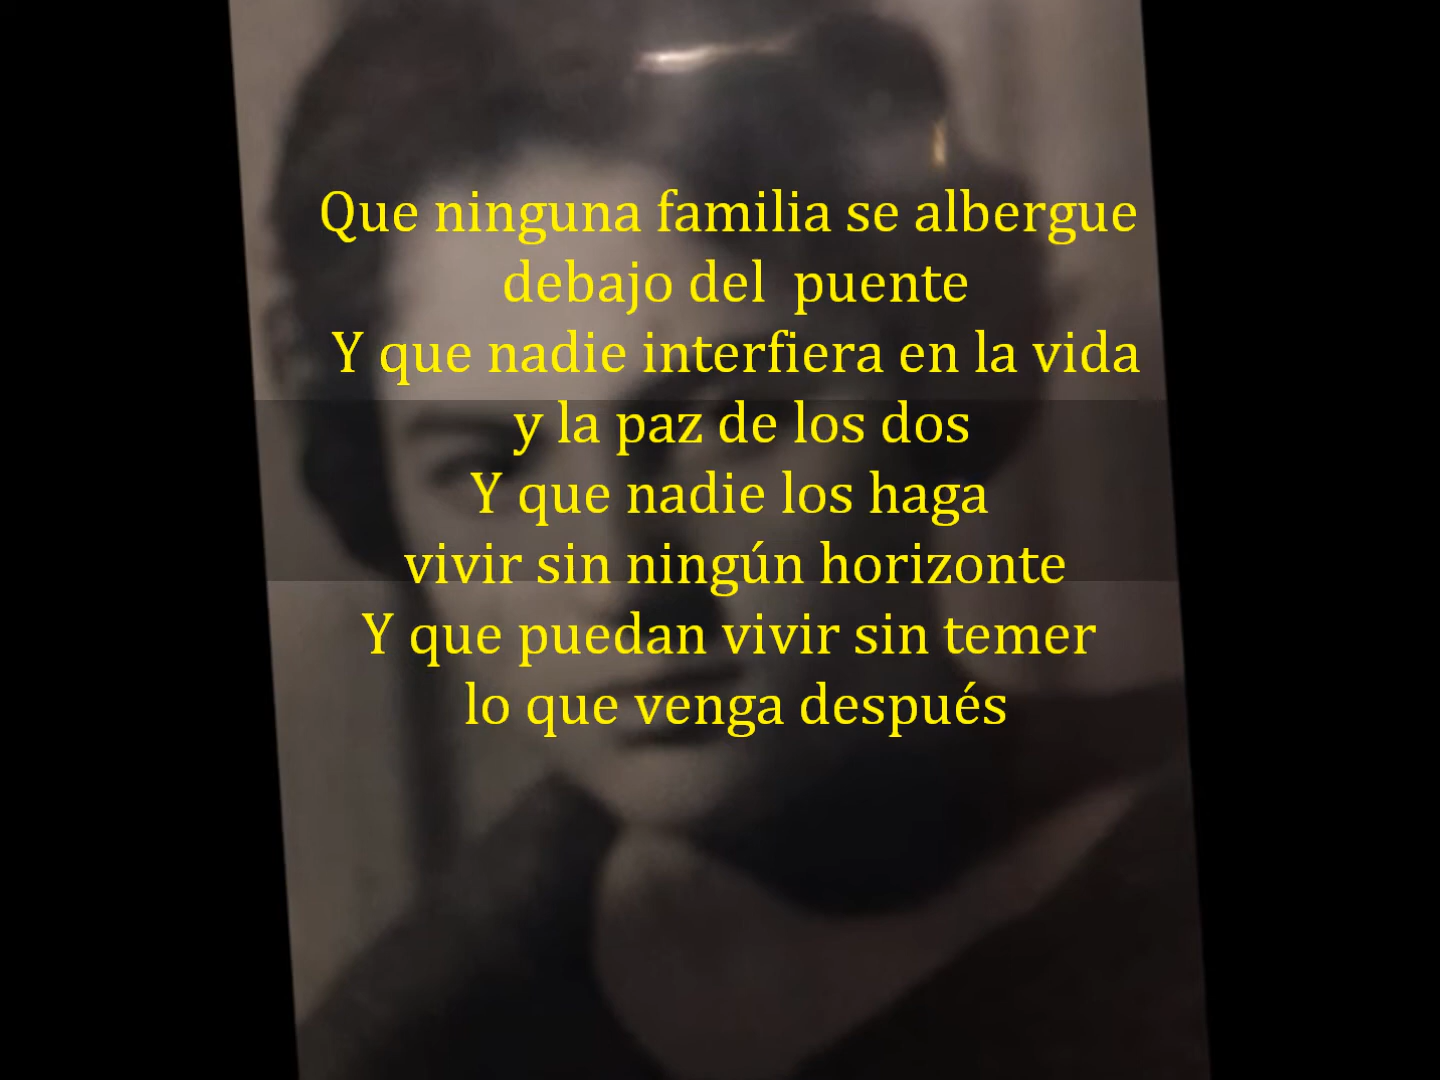 Que ninguna familia se albergue
debajo del  puente
Y que nadie interfiera en la vida
y la paz de los dos
Y que nadie los haga
vivir sin ningún horizonte
Y que puedan vivir sin temer
lo que venga después